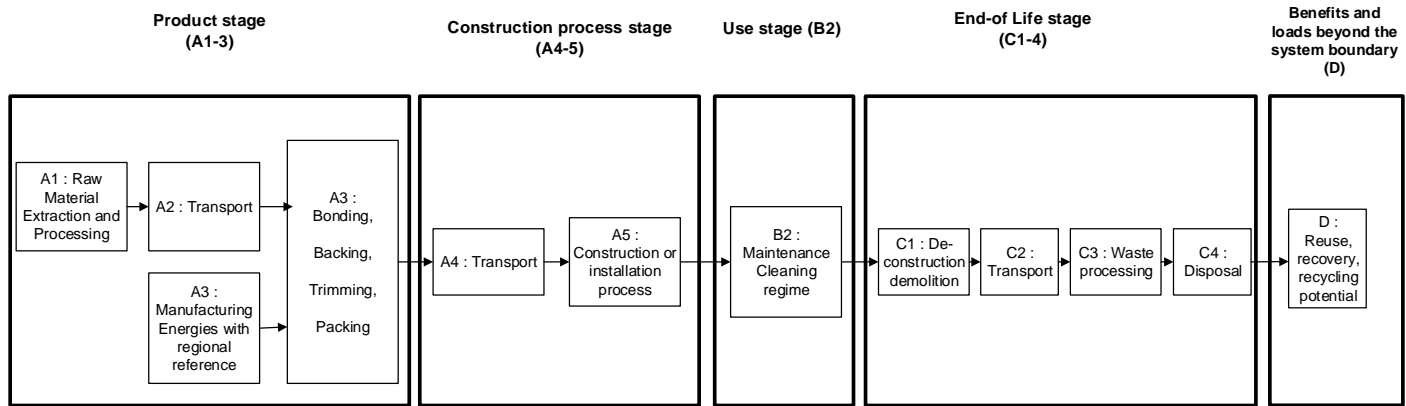 Product stage
(A1-3)
Construction process stage
(A4-5)
Use stage (B2)
End-of Life stage
(C1-4)
Benefits and
loads beyond the
system boundary
(D)
A1 : Raw
Material
Extraction and
Processing
A2 : Transport
A3 :
Manufacturing
Energies with
regional
reference
A3 :
Bonding,
Backing,
Trimming,
Packing
A4 : Transport
A5 :
Construction or
installation
process
B2 :
Maintenance
Cleaning
regime
C1 : De-
construction
demolition
C2 :
Transport
C3 : Waste
processing
C4 :
Disposal
D :
Reuse,
recovery,
recycling
potential